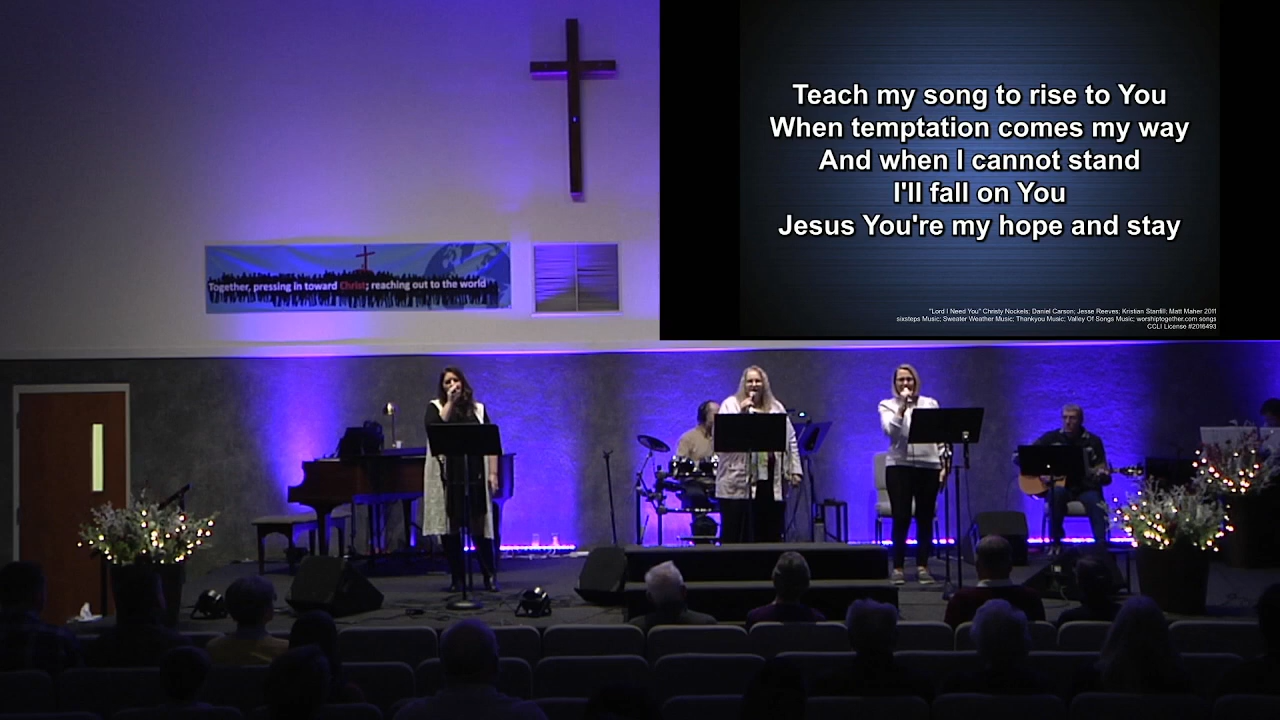 Teach my song to rise to You
When temptation comes my way
And when I cannot stand
I'll fall on You
Jesus You're my hope and stay
"Lord I Need You" Christy Nockels; Daniel Carson; Jesse Reeves; Kristian Stanfill; Matt Maher 2011
sixsteps Music; Sweater Weather Music; Thankyou Music; Valley Of Songs Music; worshiptogether.com songs
CCLI License #2016493
Together, pressing in toward Christ; reaching out to the world